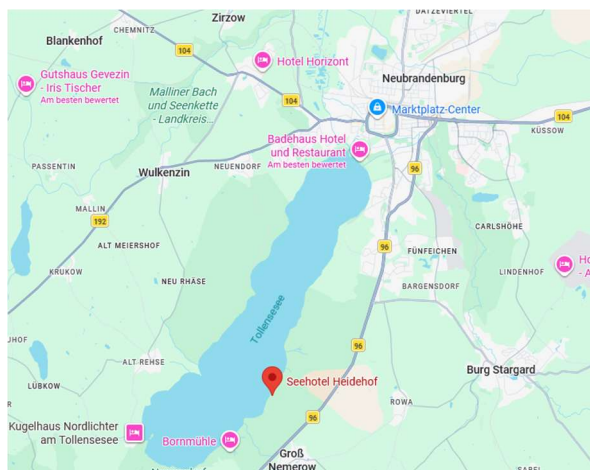 DATZEVIERTEL
Zirzow
CHEMNITZ
Blankenhof
104
Hotel Horizont
Neubrandenburg
Gutshaus Gevezin
- Iris Tischer
Am besten bewertet
Malliner Bach
und Seenkette
- Landkreis...
104
Marktplatz-Center
104
KÜSSOW
Badehaus Hotel
und Restaurant
Am besten bewertet
PASSENTIN
Wulkenzin
NEUENDORF
96
MALLIN
192
CARLSHÖHE
ALT MEIERSHOF
96
FÜNFEICHEN
Ho
- A
KRUKOW
NEU RHÄSE
LINDENHOF
BARGENSDORF
Tollensesee
JHOF
ALT REHSE
96
Burg Stargard
LÜBKOW
Seehotel Heidehof
ROWA
Kugelhaus Nordlichter
am Tollensesee
96
Bornmühle
Groß
Nemerow